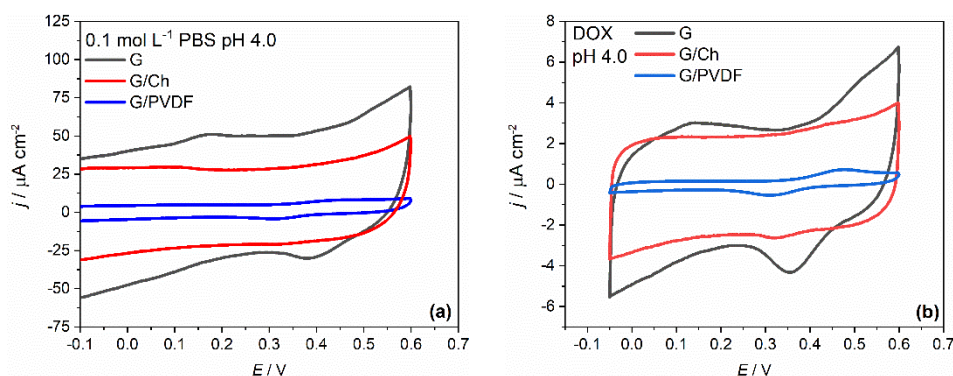 0.1 mol L⁻¹ PBS pH 4.0
G
G/Ch
G/PVDF
125
100
75
50
25
0
-25
-50
-75
j / µA cm⁻²
-0.1 0.0 0.1 0.2 0.3 0.4 0.5 0.6 0.7
E / V
(a)
DOX
pH 4.0
G
G/Ch
G/PVDF
8
6
4
2
0
-2
-4
-6
j / µA cm⁻²
-0.1 0.0 0.1 0.2 0.3 0.4 0.5 0.6 0.7
E / V
(b)